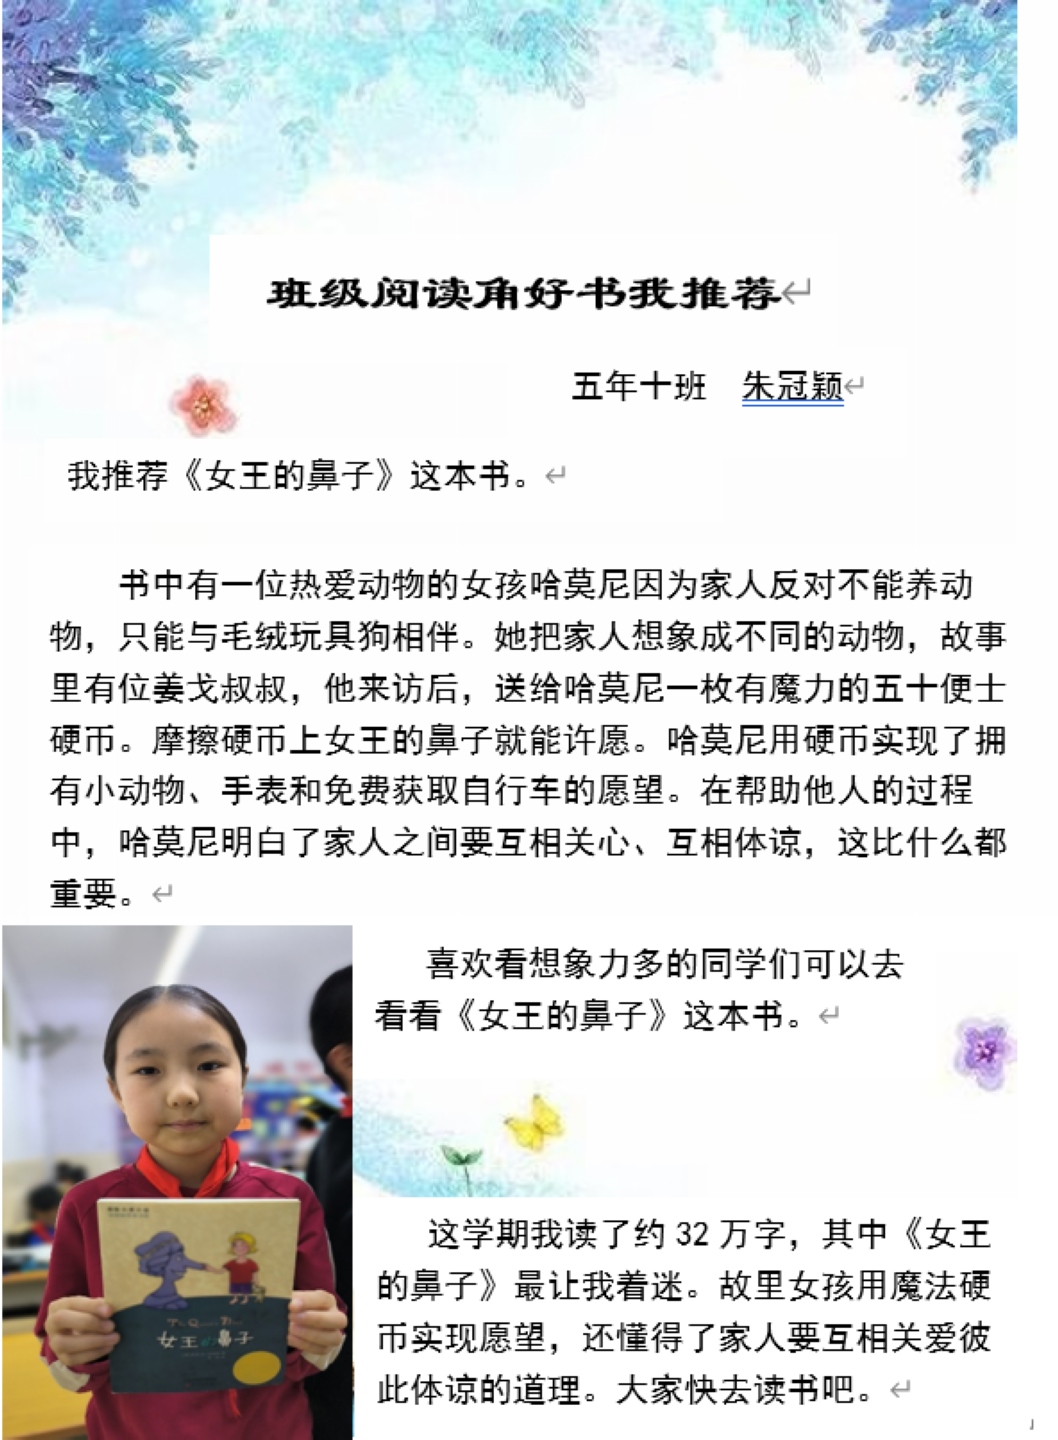 班级阅读角好书我推荐
五年十班 朱冠颖
我推荐《女王的鼻子》这本书。
书中有一位热爱动物的女孩哈莫尼因为家人反对不能养动
物，只能与毛绒玩具狗相伴。她把家人想象成不同的动物，故事
里有位姜戈叔叔，他来访后，送给哈莫尼一枚有魔力的五十便士
硬币。摩擦硬币上女王的鼻子就能许愿。哈莫尼用硬币实现了拥
有小动物、手表和免费获取自行车的愿望。在帮助他人的过程
中，哈莫尼明白了家人之间要互相关心、互相体谅，这比什么都
重要。
喜欢看想象力多的同学们可以去
看看《女王的鼻子》这本书。
这学期我读了约 32 万字，其中《女王
的鼻子》最让我着迷。故里女孩用魔法硬
币实现愿望，还懂得了家人要互相关爱彼
此体谅的道理。大家快去读书吧。
女王的鼻子